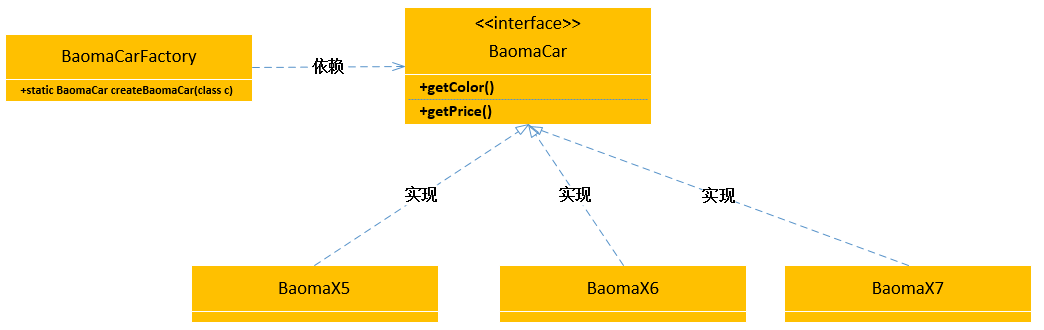 <<interface>>
BaomaCar
BaomaCarFactory
依赖
+static BaomaCar createBaomaCar(class c)
+getColor()
+getPrice()
实现
实现
实现
BaomaX5
BaomaX6
BaomaX7